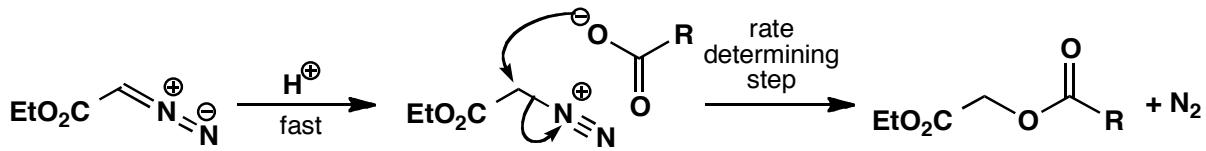 EtO₂C
N
⊕
N
⊖
H⊕
fast
EtO₂C
N
⊕
N
⊖
O
R
O
rate
determining
step
EtO₂C
O
O
R
+ N₂